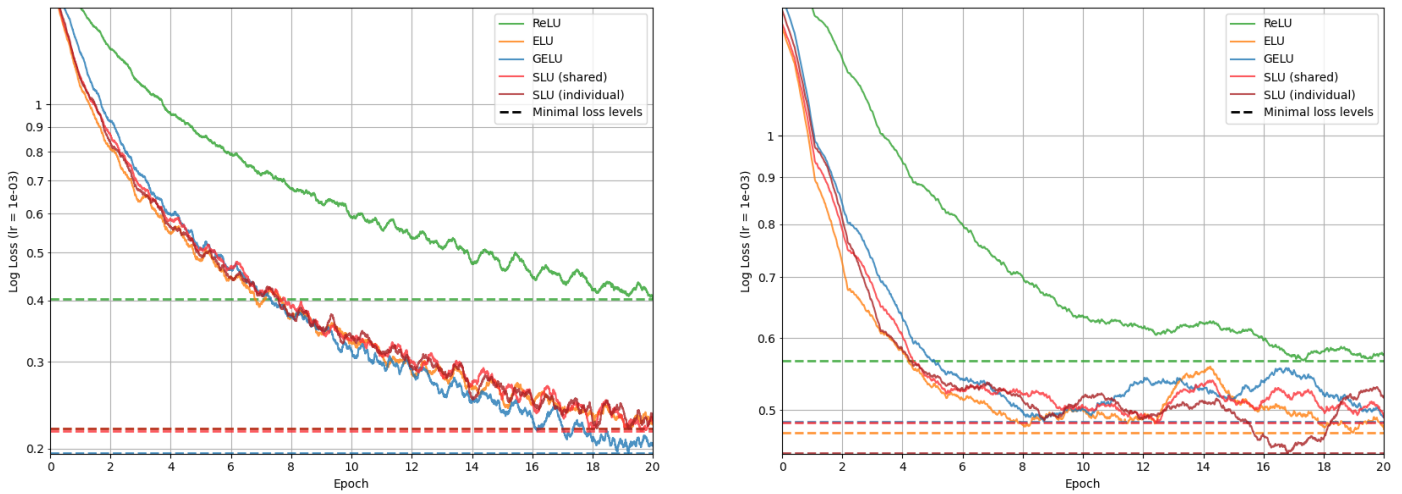 Log Loss (lr = 1e-03)
1
0.9
0.8
0.7
0.6
0.5
0.4
0.3
0.2
0
2
4
6
8
10
12
14
16
18
20
Epoch
ReLU
ELU
GELU
SLU (shared)
SLU (individual)
Minimal loss levels
Log Loss (lr = 1e-03)
1
0.9
0.8
0.7
0.6
0.5
0
2
4
6
8
10
12
14
16
18
20
Epoch
ReLU
ELU
GELU
SLU (shared)
SLU (individual)
Minimal loss levels